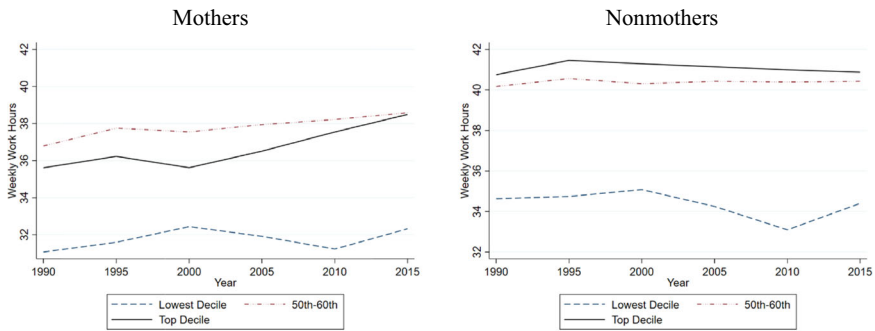 Mothers
Weekly Work Hours
42
40
38
36
34
32
1990 1995 2000 2005 2010 2015
Year
Lowest Decile 50th-60th
Top Decile
Nonmothers
Weekly Work Hours
42
40
36
34
32
1990 1995 2000 2005 2010 2015
Year
Lowest Decile 50th-60th
Top Decile